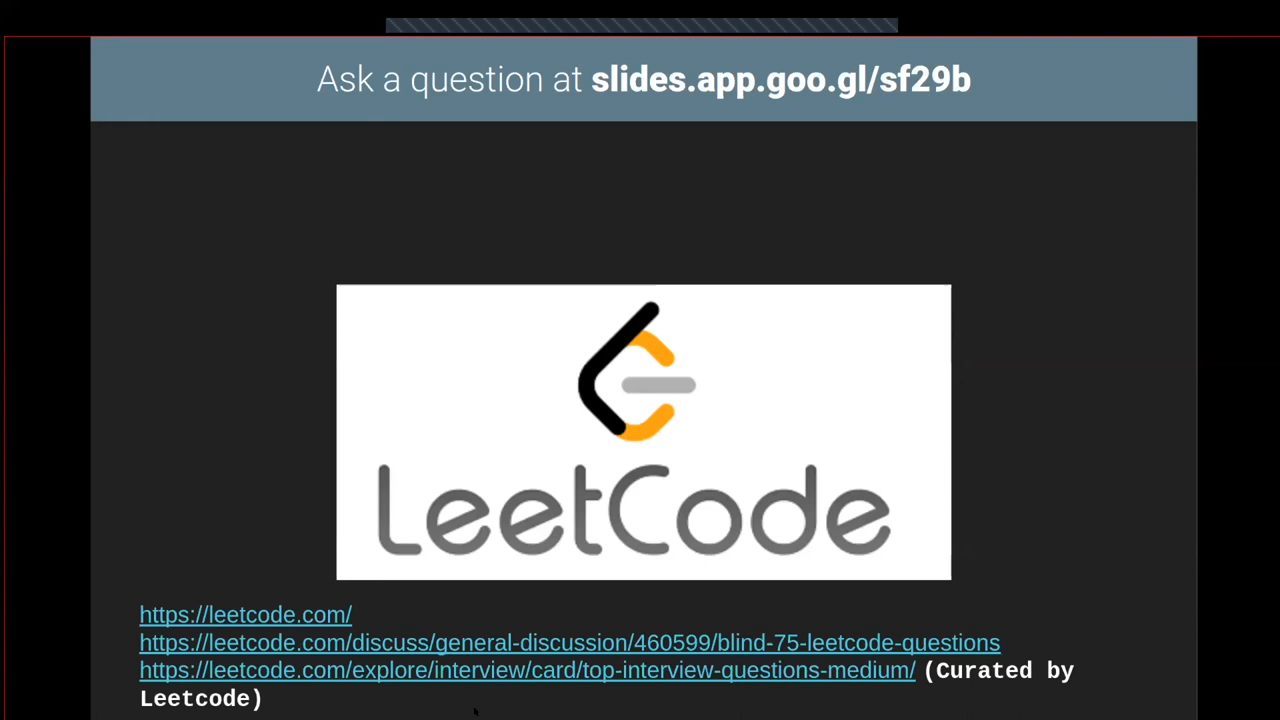 Ask a question at slides.app.goo.gl/sf29b
LeetCode
https://leetcode.com/
https://leetcode.com/discuss/general-discussion/460599/blind-75-leetcode-questions
https://leetcode.com/explore/interview/card/top-interview-questions-medium/ (Curated by
Leetcode)